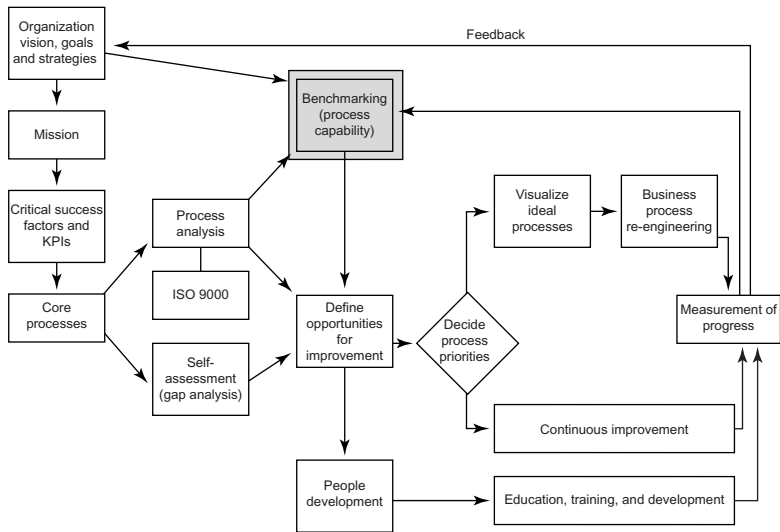 Organization
vision, goals
and strategies
Feedback
Benchmarking
(process
capability)
Mission
Critical success
factors and
KPIs
Process
analysis
Visualize
ideal
processes
Business
process
re-engineering
ISO 9000
Core
processes
Define
opportunities
for
improvement
Decide
process
priorities
Measurement of
progress
Self-
assessment
(gap analysis)
Continuous improvement
People
development
Education, training, and development